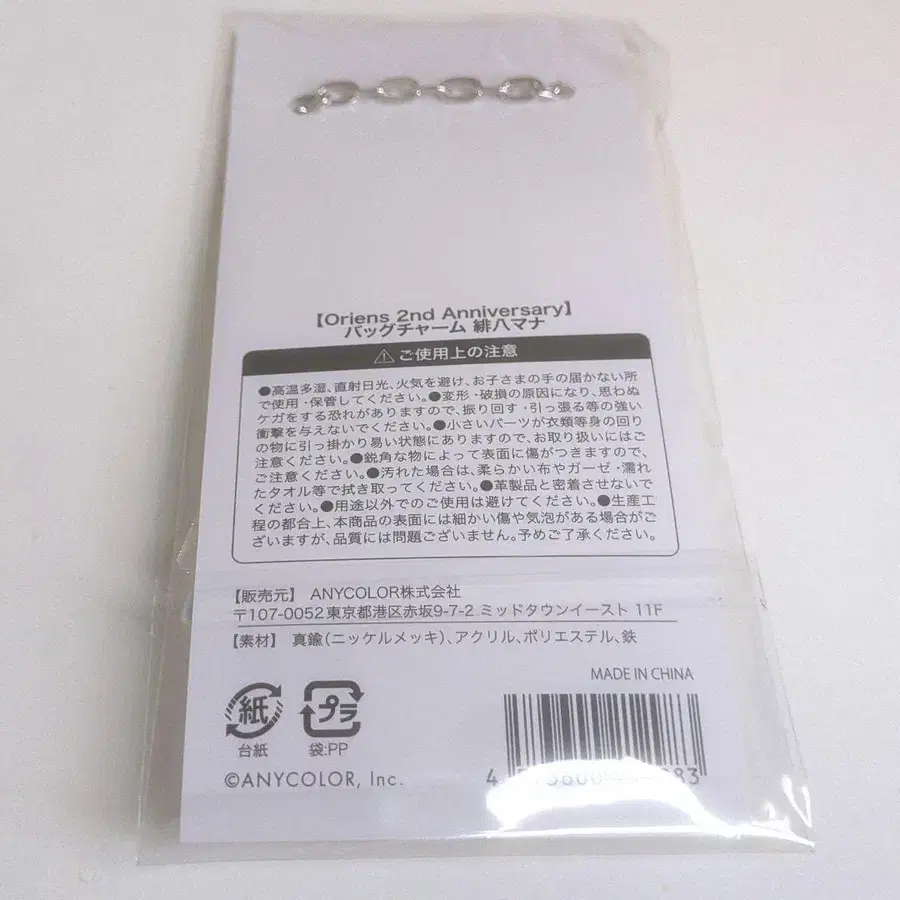 【Oriens 2nd Anniversary】
バッグチャーム 緋八マナ
ご使用上の注意
●高温多湿、直射日光、火気を避け、お子さまの手の届かない所
で使用・保管してください。●変形・破損の原因になり、思わぬ
ケガをする恐れがありますので、振り回す・引っ張る等の強い
衝撃を与えないでください。●小さいパーツが衣類等身の回り
の物に引っ掛かり易い状態にありますので、お取り扱いにはご
注意ください。●鋭角な物によって表面に傷がつきますので、
ご注意ください。●汚れた場合は、柔らかい布やガーゼ・濡れ
たタオル等で拭き取ってください。●革製品と密着させないで
ください。●用途以外でのご使用は避けてください。●生産工
程の都合上、本商品の表面には細かい傷や気泡がある場合がご
ざいますが、品質には問題ございません。予めご了承ください。
【販売元】 ANYCOLOR株式会社
〒107-0052東京都港区赤坂9-7-2 ミッドタウンイースト 11F
【素材】 真鍮(ニッケルメッキ)、アクリル、ポリエステル、鉄
MADE IN CHINA
紙
プラ
台紙
袋:PP
©ANYCOLOR, Inc.